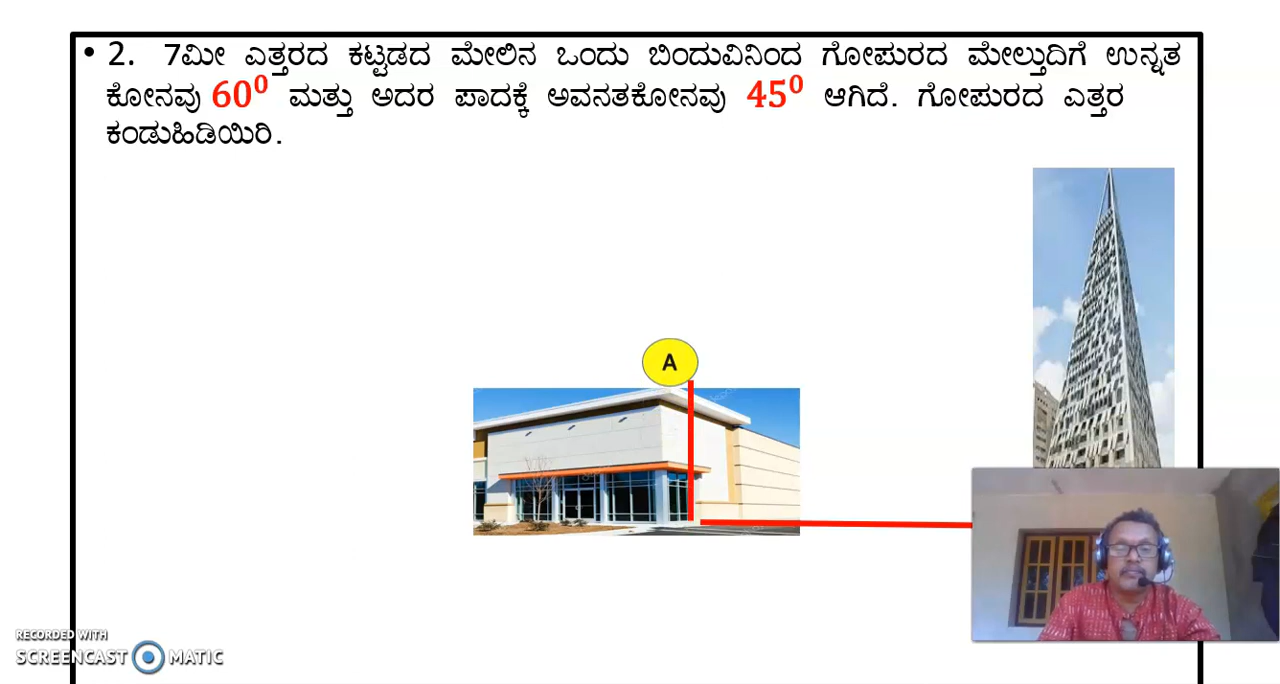 • 2. 7ಮೀ ಎತ್ತರದ ಕಟ್ಟಡದ ಮೇಲಿನ ಒಂದು ಬಿಂದುವಿನಿಂದ ಗೋಪುರದ ಮೇಲ್ತುದಿಗೆ ಉನ್ನತ
ಕೋನವು 60⁰ ಮತ್ತು ಅದರ ಪಾದಕ್ಕೆ ಅವನತಕೋನವು 45⁰ ಆಗಿದೆ. ಗೋಪುರದ ಎತ್ತರ
ಕಂಡುಹಿಡಿಯಿರಿ.
A
RECORDED WITH
SCREENCAST MATIC